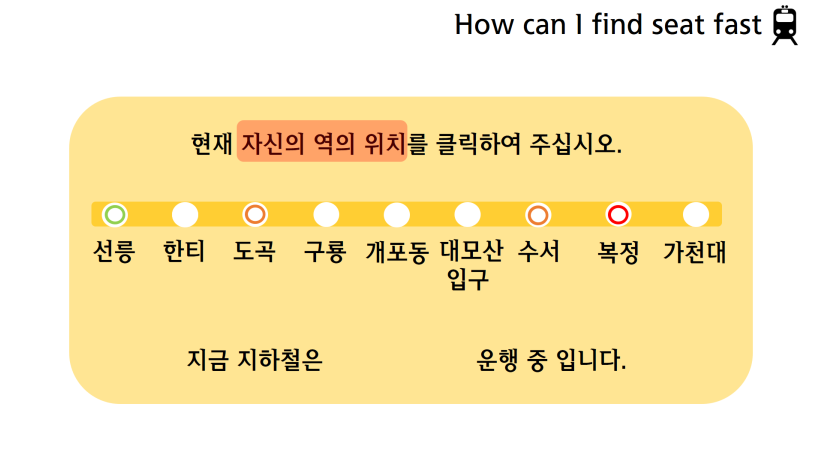 How can I find seat fast
현재 자신의 역의 위치를 클릭하여 주십시오.
선릉 한티 도곡 구룡 개포동 대모산입구 수서 복정 가천대
지금 지하철은 운행 중 입니다.